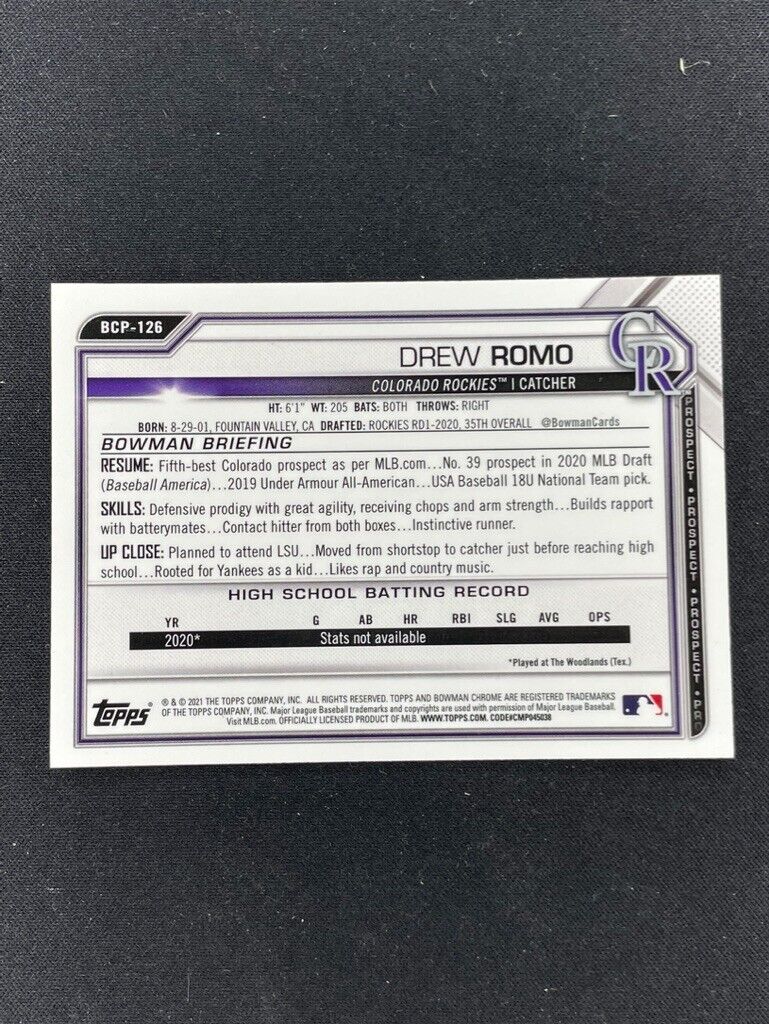 BCP-126
DREW ROMO
CR
COLORADO ROCKIES™ | CATCHER
HT: 6'1" WT: 205 BATS: BOTH THROWS: RIGHT
BORN: 8-29-01, FOUNTAIN VALLEY, CA DRAFTED: ROCKIES RD1-2020, 35TH OVERALL @BowmanCards
BOWMAN BRIEFING
RESUME: Fifth-best Colorado prospect as per MLB.com...No. 39 prospect in 2020 MLB Draft
(Baseball America)...2019 Under Armour All-American...USA Baseball 18U National Team pick.
SKILLS: Defensive prodigy with great agility, receiving chops and arm strength...Builds rapport
with batterymates...Contact hitter from both boxes...Instinctive runner.
UP CLOSE: Planned to attend LSU...Moved from shortstop to catcher just before reaching high
school...Rooted for Yankees as a kid...Likes rap and country music.
HIGH SCHOOL BATTING RECORD
YR G AB HR RBI SLG AVG OPS
2020* Stats not available
*Played at The Woodlands (Tex.)
TOPPS®
® & © 2021 THE TOPPS COMPANY, INC. ALL RIGHTS RESERVED. TOPPS AND BOWMAN CHROME ARE REGISTERED TRADEMARKS
OF THE TOPPS COMPANY, INC. Major League Baseball trademarks and copyrights are used with permission of Major League Baseball.
Visit MLB.com. OFFICIALLY LICENSED PRODUCT OF MLB. WWW.TOPPS.COM. CODE#CMP045038
PROSPECT • PROSPECT • PROSPECT • PR